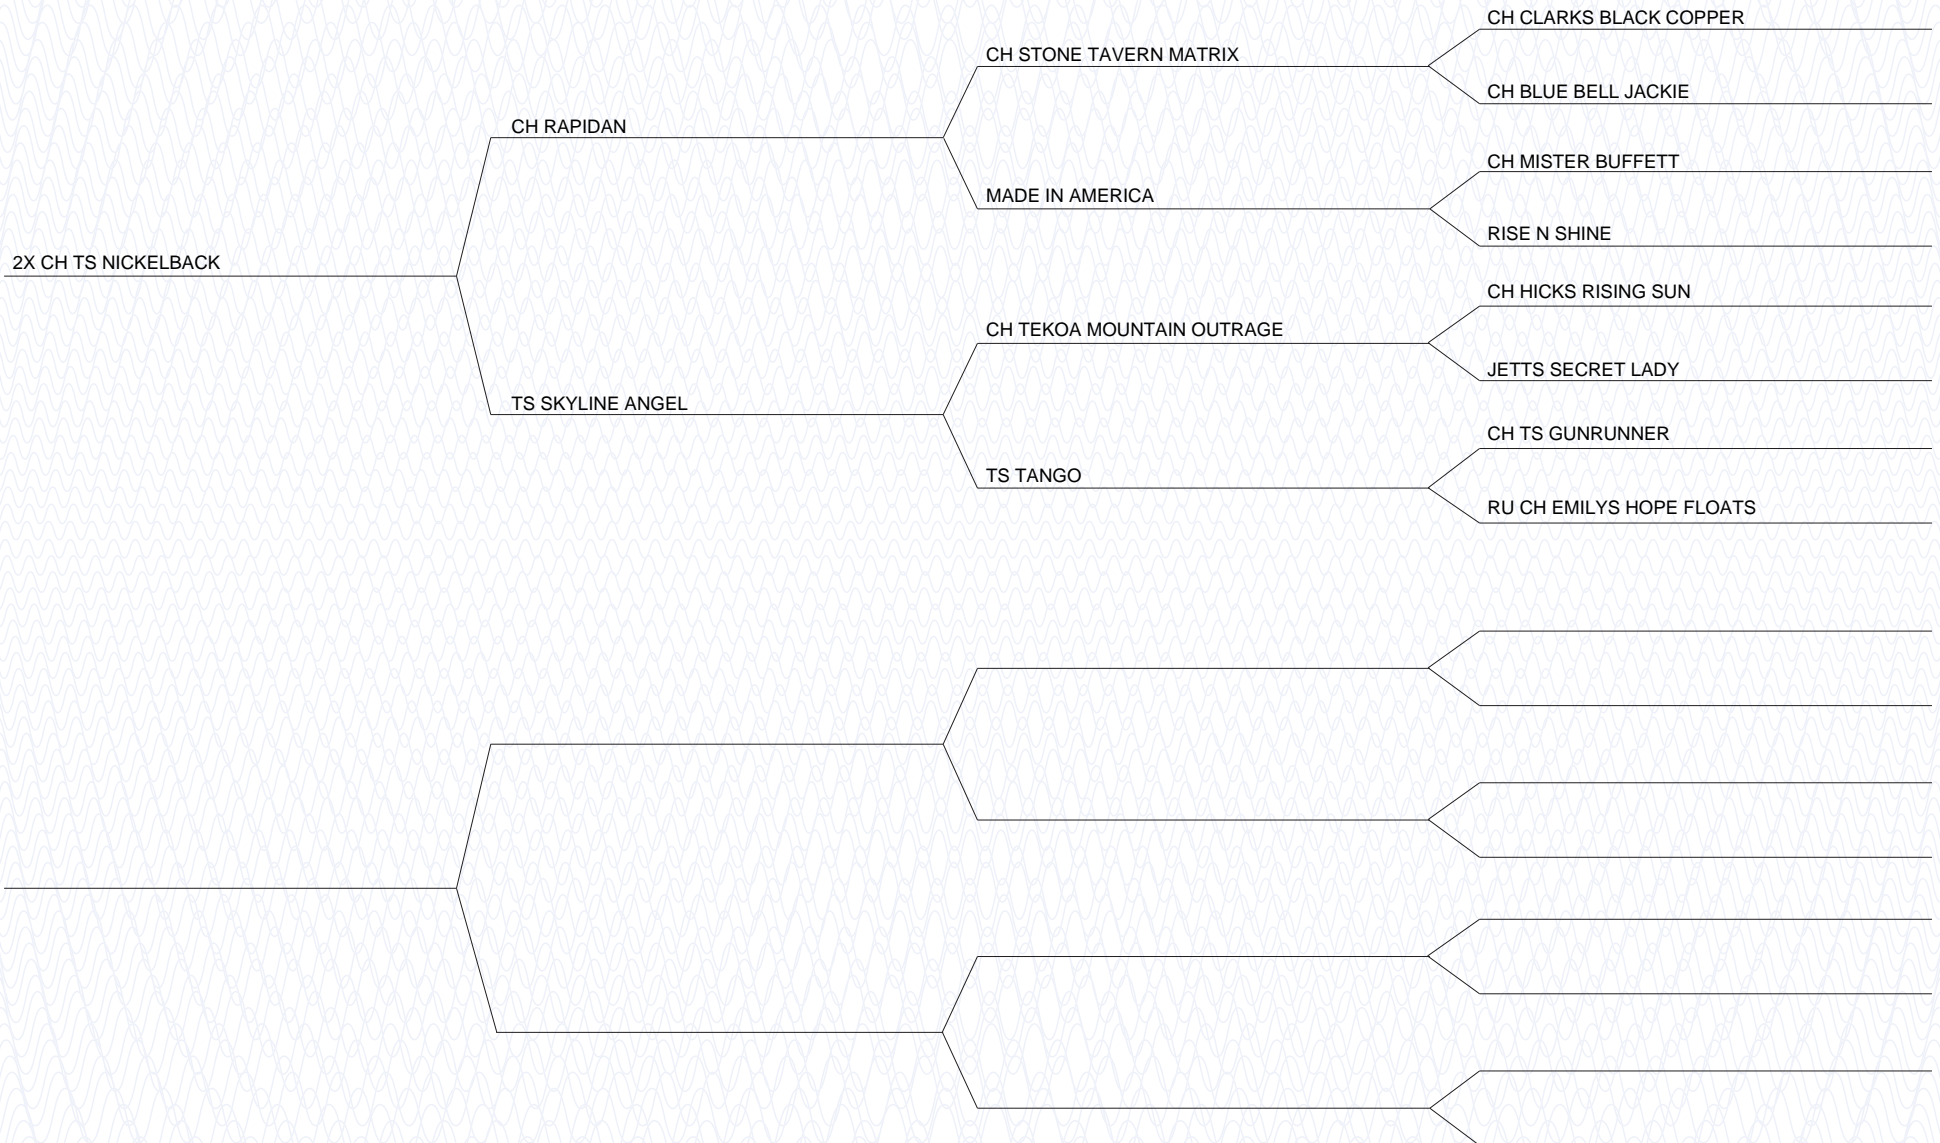 CH CLARKS BLACK COPPER
CH STONE TAVERN MATRIX
CH BLUE BELL JACKIE
CH RAPIDAN
CH MISTER BUFFETT
MADE IN AMERICA
RISE N SHINE
2X CH TS NICKELBACK
CH HICKS RISING SUN
CH TEKOA MOUNTAIN OUTRAGE
JETTS SECRET LADY
TS SKYLINE ANGEL
CH TS GUNRUNNER
TS TANGO
RU CH EMILYS HOPE FLOATS